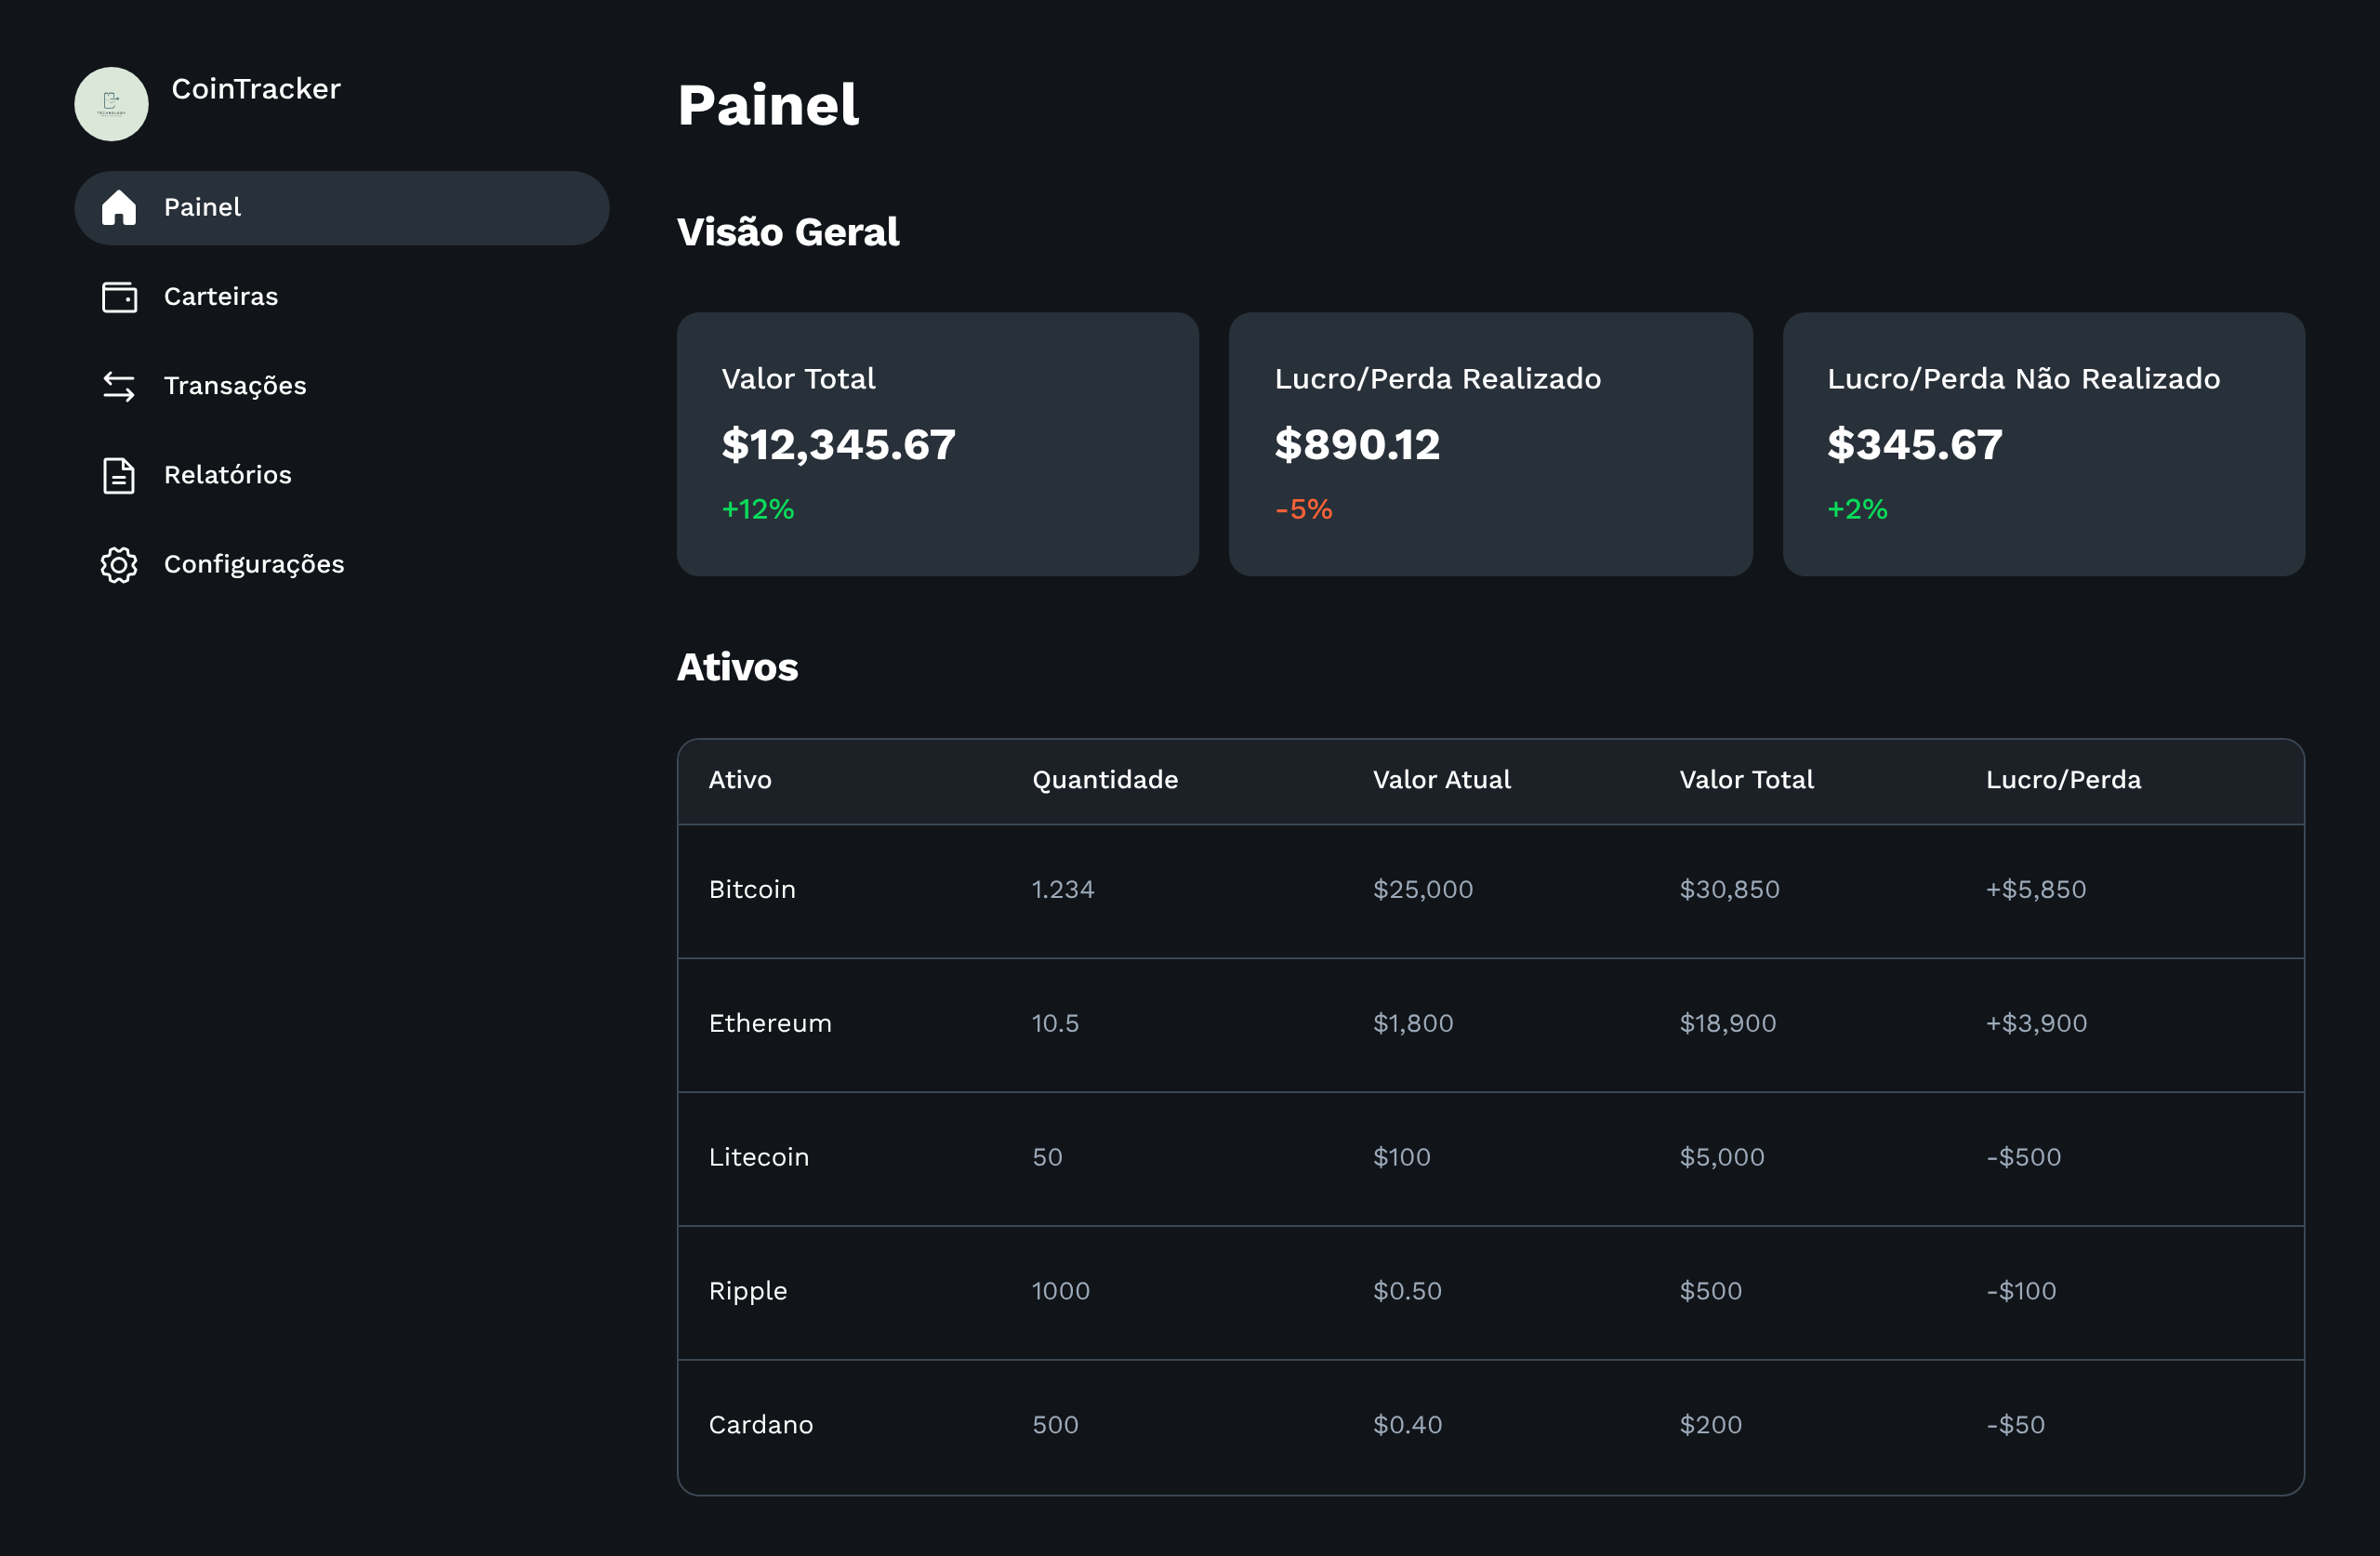 TECHNOLOGY
CoinTracker
Painel
Carteiras
Transações
Relatórios
Configurações
Painel
Visão Geral
Valor Total
$12,345.67
+12%
Lucro/Perda Realizado
$890.12
-5%
Lucro/Perda Não Realizado
$345.67
+2%
Ativos
Ativo Quantidade Valor Atual Valor Total Lucro/Perda
Bitcoin 1.234 $25,000 $30,850 +$5,850
Ethereum 10.5 $1,800 $18,900 +$3,900
Litecoin 50 $100 $5,000 -$500
Ripple 1000 $0.50 $500 -$100
Cardano 500 $0.40 $200 -$50